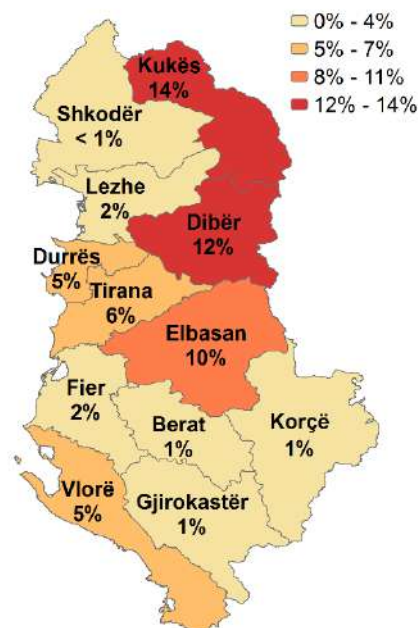 0% - 4%
5% - 7%
8% - 11%
12% - 14%
Kukës
14%
Shkodër
< 1%
Lezhe
2%
Dibër
12%
Durrës
5%
Tirana
6%
Elbasan
10%
Fier
2%
Berat
1%
Korçë
1%
Vlorë
5%
Gjirokastër
1%